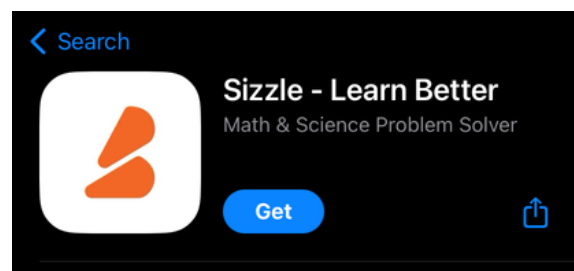 Search
Sizzle - Learn Better
Math & Science Problem Solver
Get